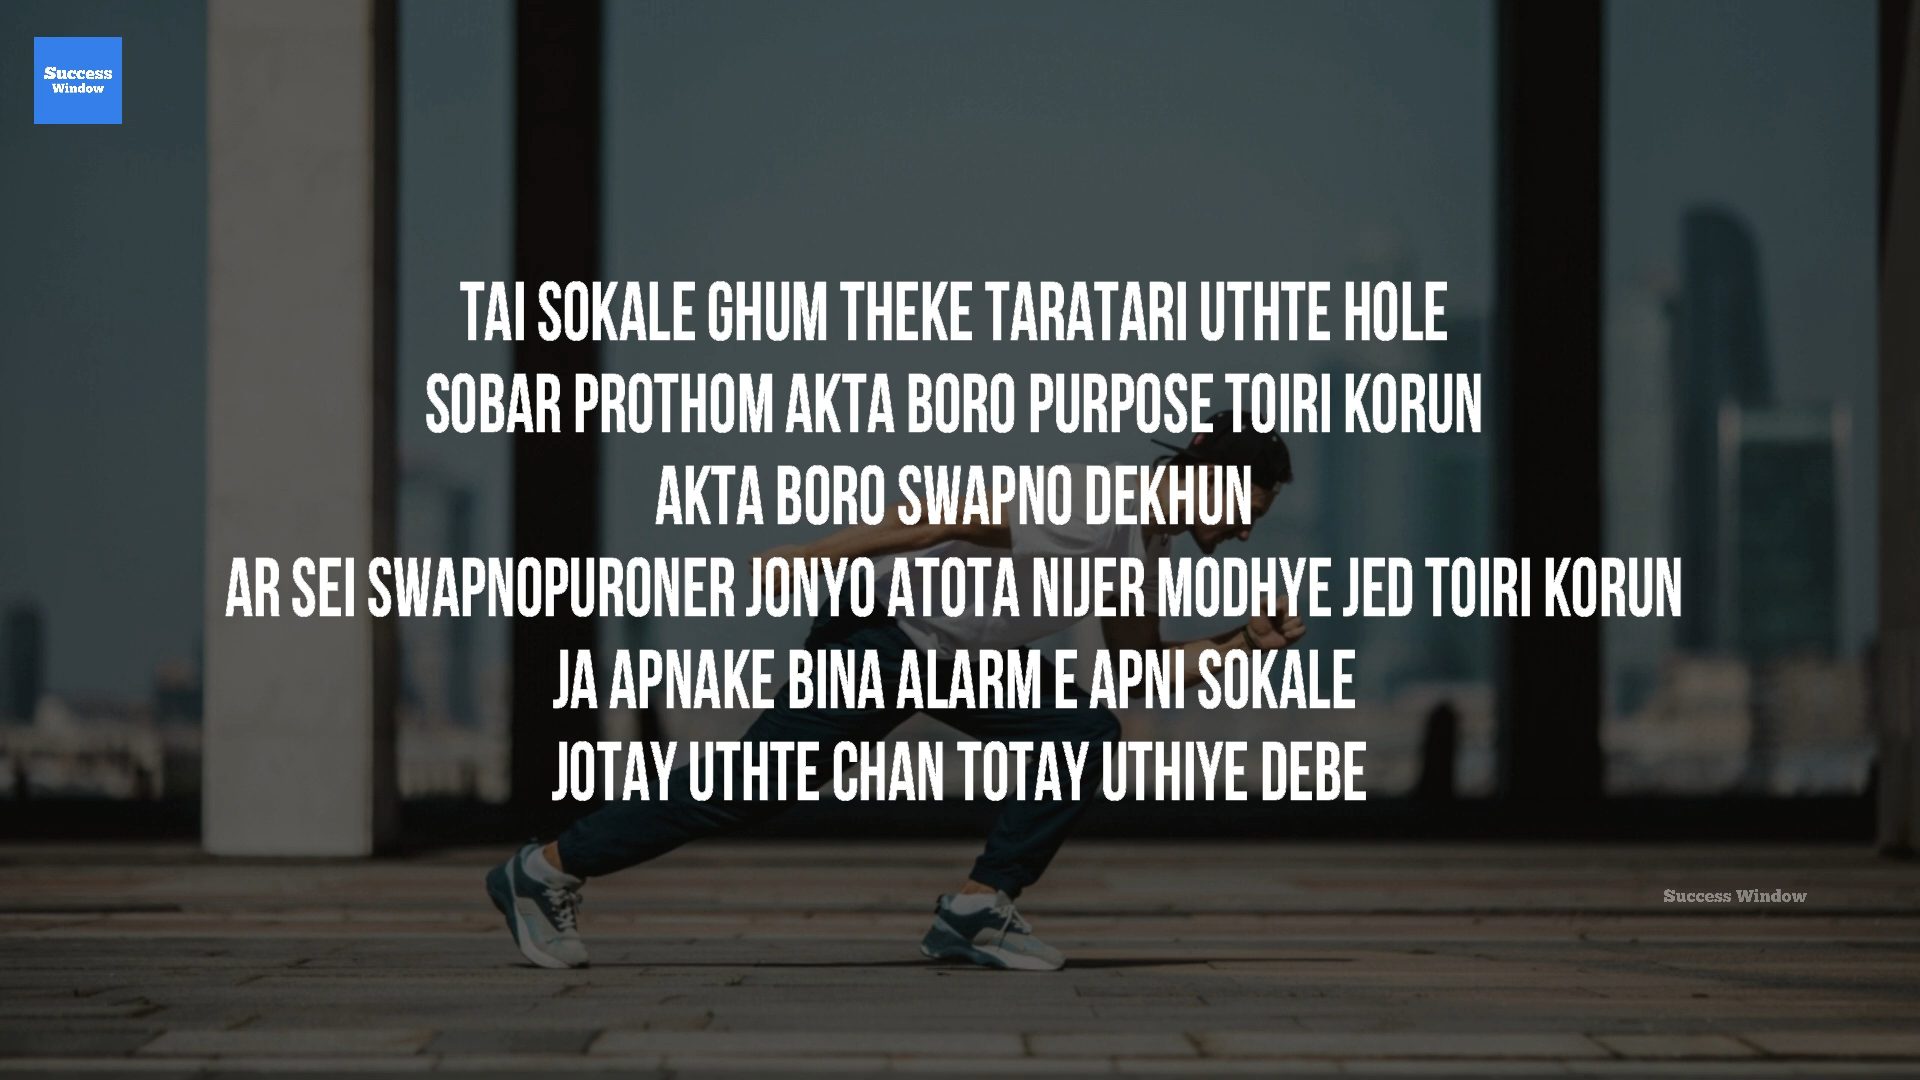 Success
Window
TAI SOKALE GHUM THEKE TARATARI UTHTE HOLE
SOBAR PROTHOM AKTA BORO PURPOSE TOIRI KORUN
AKTA BORO SWAPNO DEKHUN
AR SEI SWAPNOPURONER JONYO ATOTA NIJER MODHYE JED TOIRI KORUN
JA APNAKE BINA ALARM E APNI SOKALE
JOTAY UTHTE CHAN TOTAY UTHIYE DEBE
Success Window